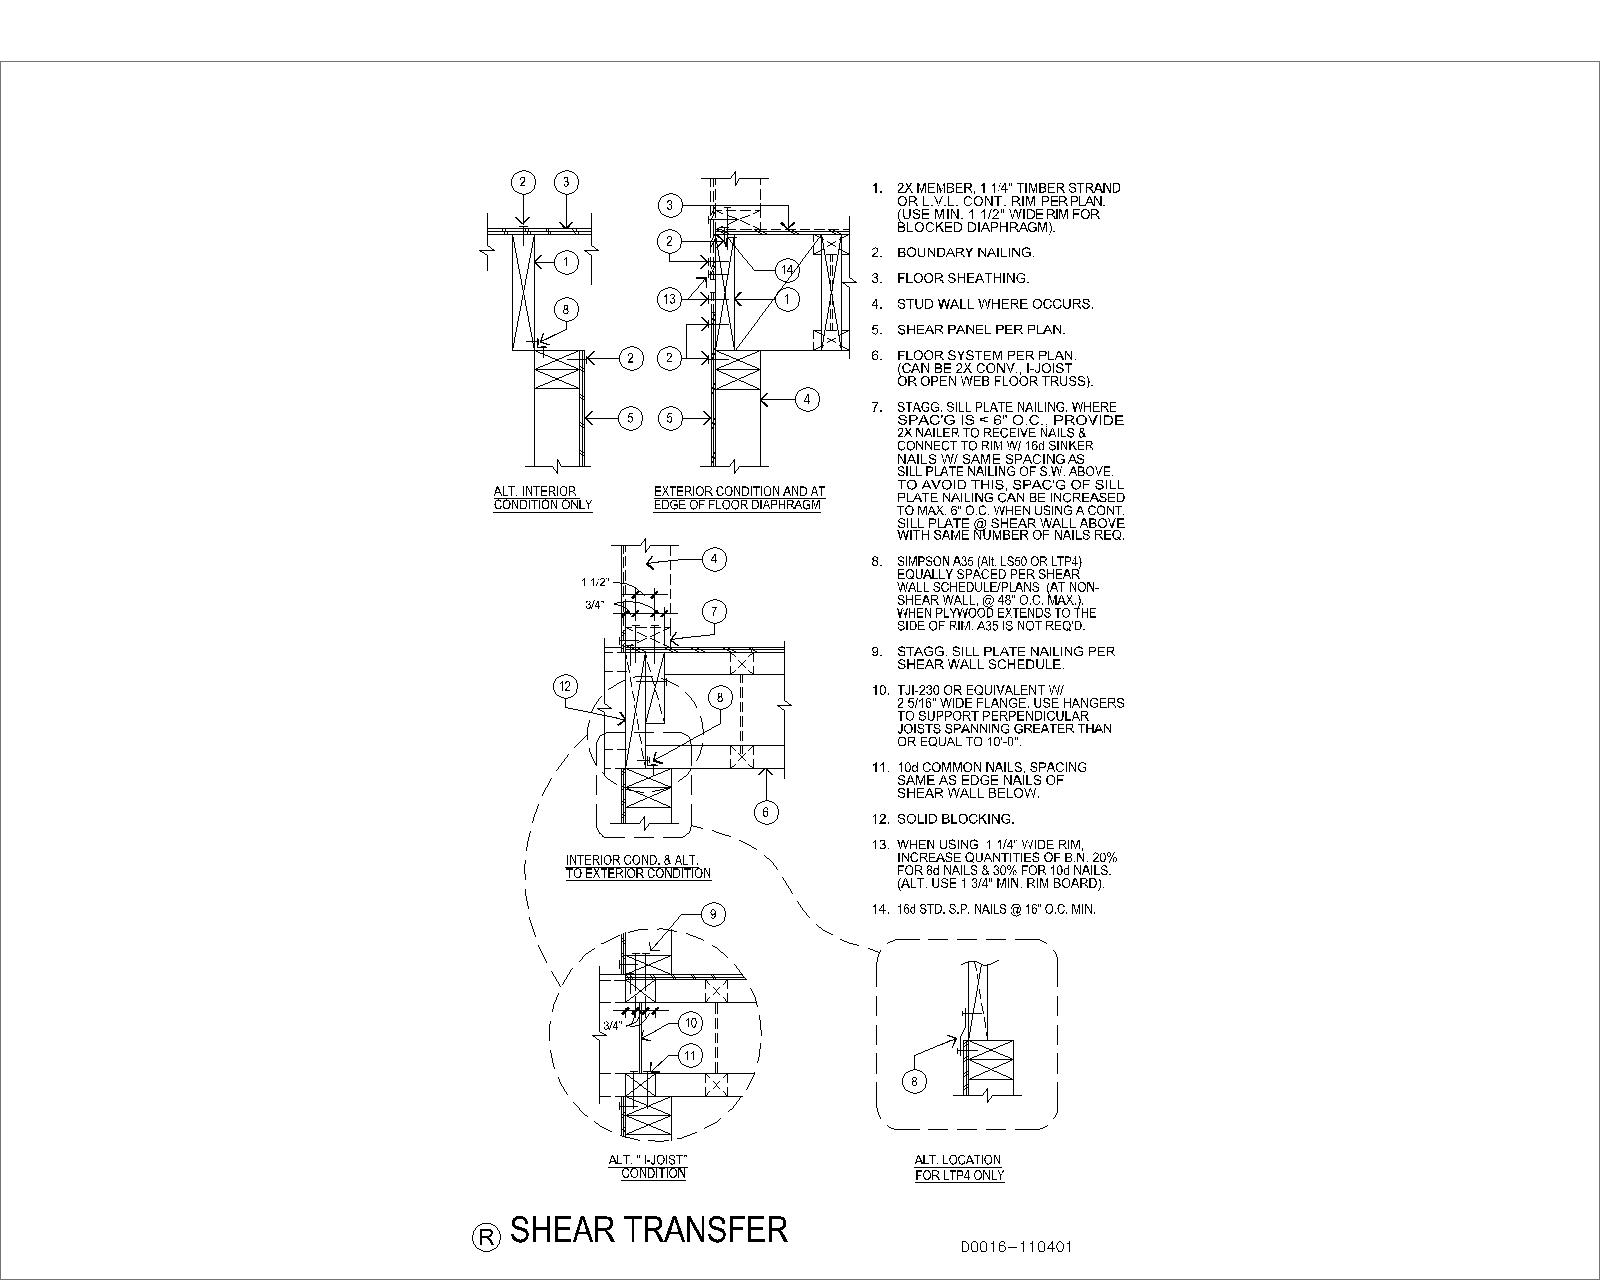 2
3
1
8
2
5
ALT. INTERIOR
CONDITION ONLY
3
2
14
13
1
2
4
5
EXTERIOR CONDITION AND AT
EDGE OF FLOOR DIAPHRAGM
4
1 1/2"
3/4"
7
12
8
6
INTERIOR COND. & ALT.
TO EXTERIOR CONDITION
9
3/4"
10
11
ALT. " I-JOIST"
CONDITION
8
ALT. LOCATION
FOR LTP4 ONLY
1. 2X MEMBER, 1 1/4" TIMBER STRAND
OR L.V.L. CONT. RIM PER PLAN.
(USE MIN. 1 1/2" WIDE RIM FOR
BLOCKED DIAPHRAGM).
2. BOUNDARY NAILING.
3. FLOOR SHEATHING.
4. STUD WALL WHERE OCCURS.
5. SHEAR PANEL PER PLAN.
6. FLOOR SYSTEM PER PLAN.
(CAN BE 2X CONV., I-JOIST
OR OPEN WEB FLOOR TRUSS).
7. STAGG. SILL PLATE NAILING. WHERE
SPAC'G IS < 6" O.C., PROVIDE
2X NAILER TO RECEIVE NAILS &
CONNECT TO RIM W/ 16d SINKER
NAILS W/ SAME SPACING AS
SILL PLATE NAILING OF S.W. ABOVE.
TO AVOID THIS, SPAC'G OF SILL
PLATE NAILING CAN BE INCREASED
TO MAX. 6" O.C. WHEN USING A CONT.
SILL PLATE @ SHEAR WALL ABOVE
WITH SAME NUMBER OF NAILS REQ.
8. SIMPSON A35 (Alt. LS50 OR LTP4)
EQUALLY SPACED PER SHEAR
WALL SCHEDULE/PLANS (AT NON-
SHEAR WALL, @ 48" O.C. MAX.).
WHEN PLYWOOD EXTENDS TO THE
SIDE OF RIM. A35 IS NOT REQ'D.
9. STAGG. SILL PLATE NAILING PER
SHEAR WALL SCHEDULE.
10. TJI-230 OR EQUIVALENT W/
2 5/16" WIDE FLANGE. USE HANGERS
TO SUPPORT PERPENDICULAR
JOISTS SPANNING GREATER THAN
OR EQUAL TO 10'-0".
11. 10d COMMON NAILS, SPACING
SAME AS EDGE NAILS OF
SHEAR WALL BELOW.
12. SOLID BLOCKING.
13. WHEN USING 1 1/4" WIDE RIM,
INCREASE QUANTITIES OF B.N. 20%
FOR 8d NAILS & 30% FOR 10d NAILS.
(ALT. USE 1 3/4" MIN. RIM BOARD).
14. 16d STD. S.P. NAILS @ 16" O.C. MIN.
R SHEAR TRANSFER
D0016-110401